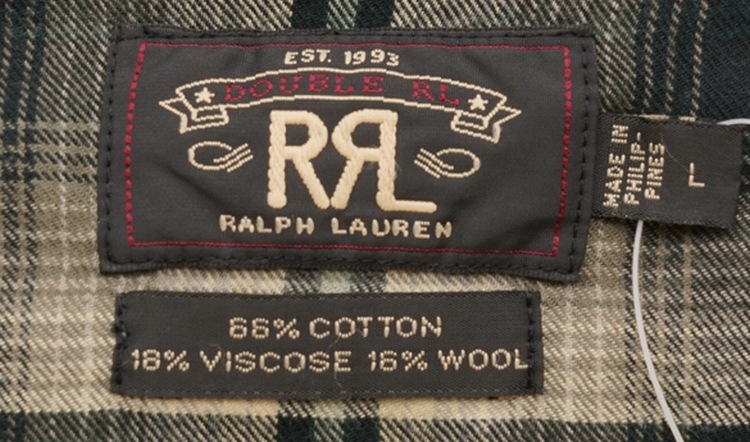 EST. 1993
DOUBLE RL
RRL
RALPH LAUREN
MADE IN
PHILIP-
PINES
L
66% COTTON
18% VISCOSE 16% WOOL